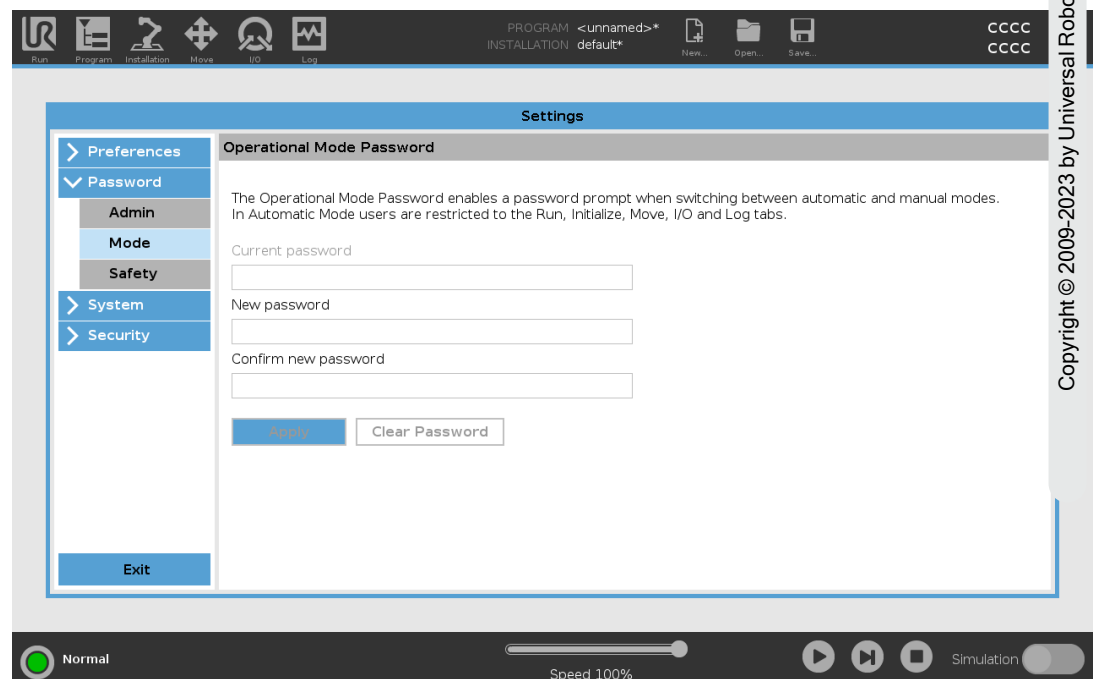 PROGRAM <unnamed>*
INSTALLATION default*
CCCC
CCCC
Run
Program
Installation
Move
I/O
Log
New...
Open...
Save...
Settings
Preferences
Password
Admin
Mode
Safety
System
Security
Exit
Operational Mode Password
The Operational Mode Password enables a password prompt when switching between automatic and manual modes.
In Automatic Mode users are restricted to the Run, Initialize, Move, I/O and Log tabs.
Current password
New password
Confirm new password
Apply
Clear Password
Normal
Speed 100%
Simulation
Copyright © 2009-2023 by Universal